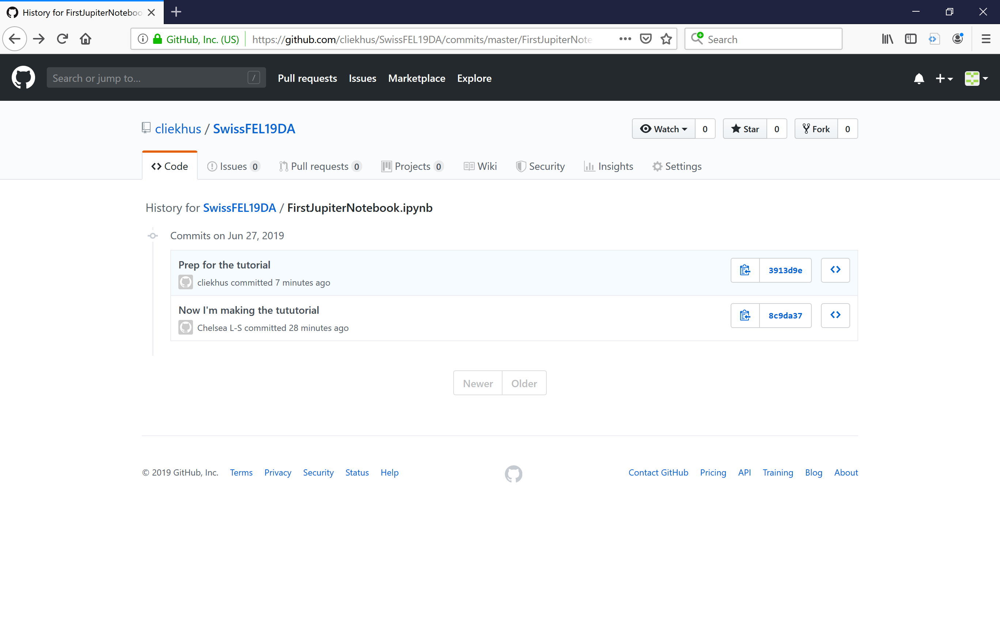 History for FirstJupiterNoteboo
GitHub, Inc. (US) https://github.com/cliekhus/SwissFEL19DA/commits/master/FirstJupiterNote Search
Search or jump to... / Pull requests Issues Marketplace Explore
cliekhus / SwissFEL19DA Watch 0 Star 0 Fork 0
Code Issues 0 Pull requests 0 Projects 0 Wiki Security Insights Settings
History for SwissFEL19DA / FirstJupiterNotebook.ipynb
Commits on Jun 27, 2019
Prep for the tutorial
3913d9e
cliekhus committed 7 minutes ago
Now I'm making the tututorial
8c9da37
Chelsea L-S committed 28 minutes ago
Newer Older
© 2019 GitHub, Inc. Terms Privacy Security Status Help Contact GitHub Pricing API Training Blog About